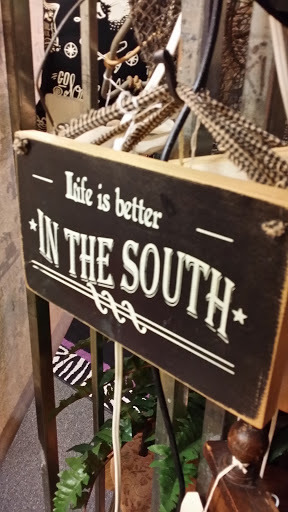 Life is better
IN THE SOUTH